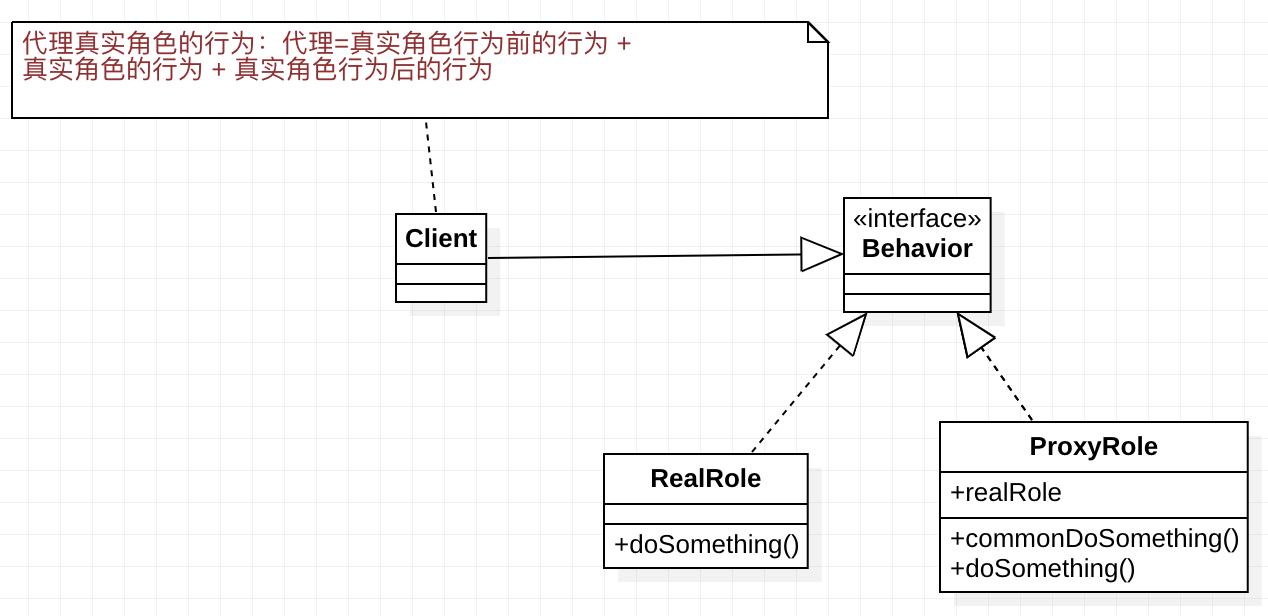 代理真实角色的行为：代理=真实角色行为前的行为 +
真实角色的行为 + 真实角色行为后的行为
Client
«interface»
Behavior
RealRole
+doSomething()
ProxyRole
+realRole
+commonDoSomething()
+doSomething()